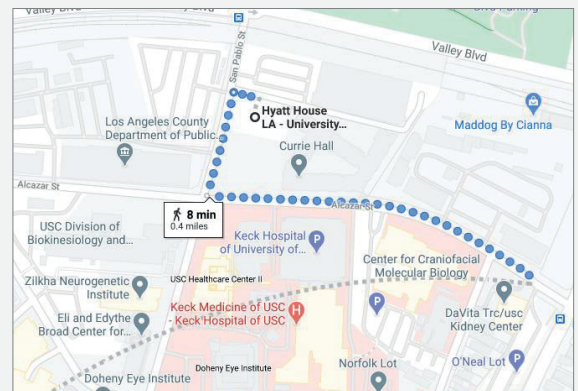 Valley Blvd
San Pablo St
Valley Blvd
Hyatt House
LA - University...
Los Angeles County
Department of Public...
Currie Hall
Maddog By Cianna
Alcazar St
8 min
0.4 miles
Alcazar St
USC Division of
Biokinesiology and...
Keck Hospital
of University of...
P
Center for Craniofacial
Molecular Biology
Zilkha Neurogenetic
Institute
USC Healthcare Center II
P
DaVita Trc/usc
Kidney Center
Eli and Edythe
Broad Center for...
Keck Medicine of USC
- Keck Hospital of USC
H
Doheny Eye Institute
Norfolk Lot
O'Neal Lot
P
Doheny Eye Institute